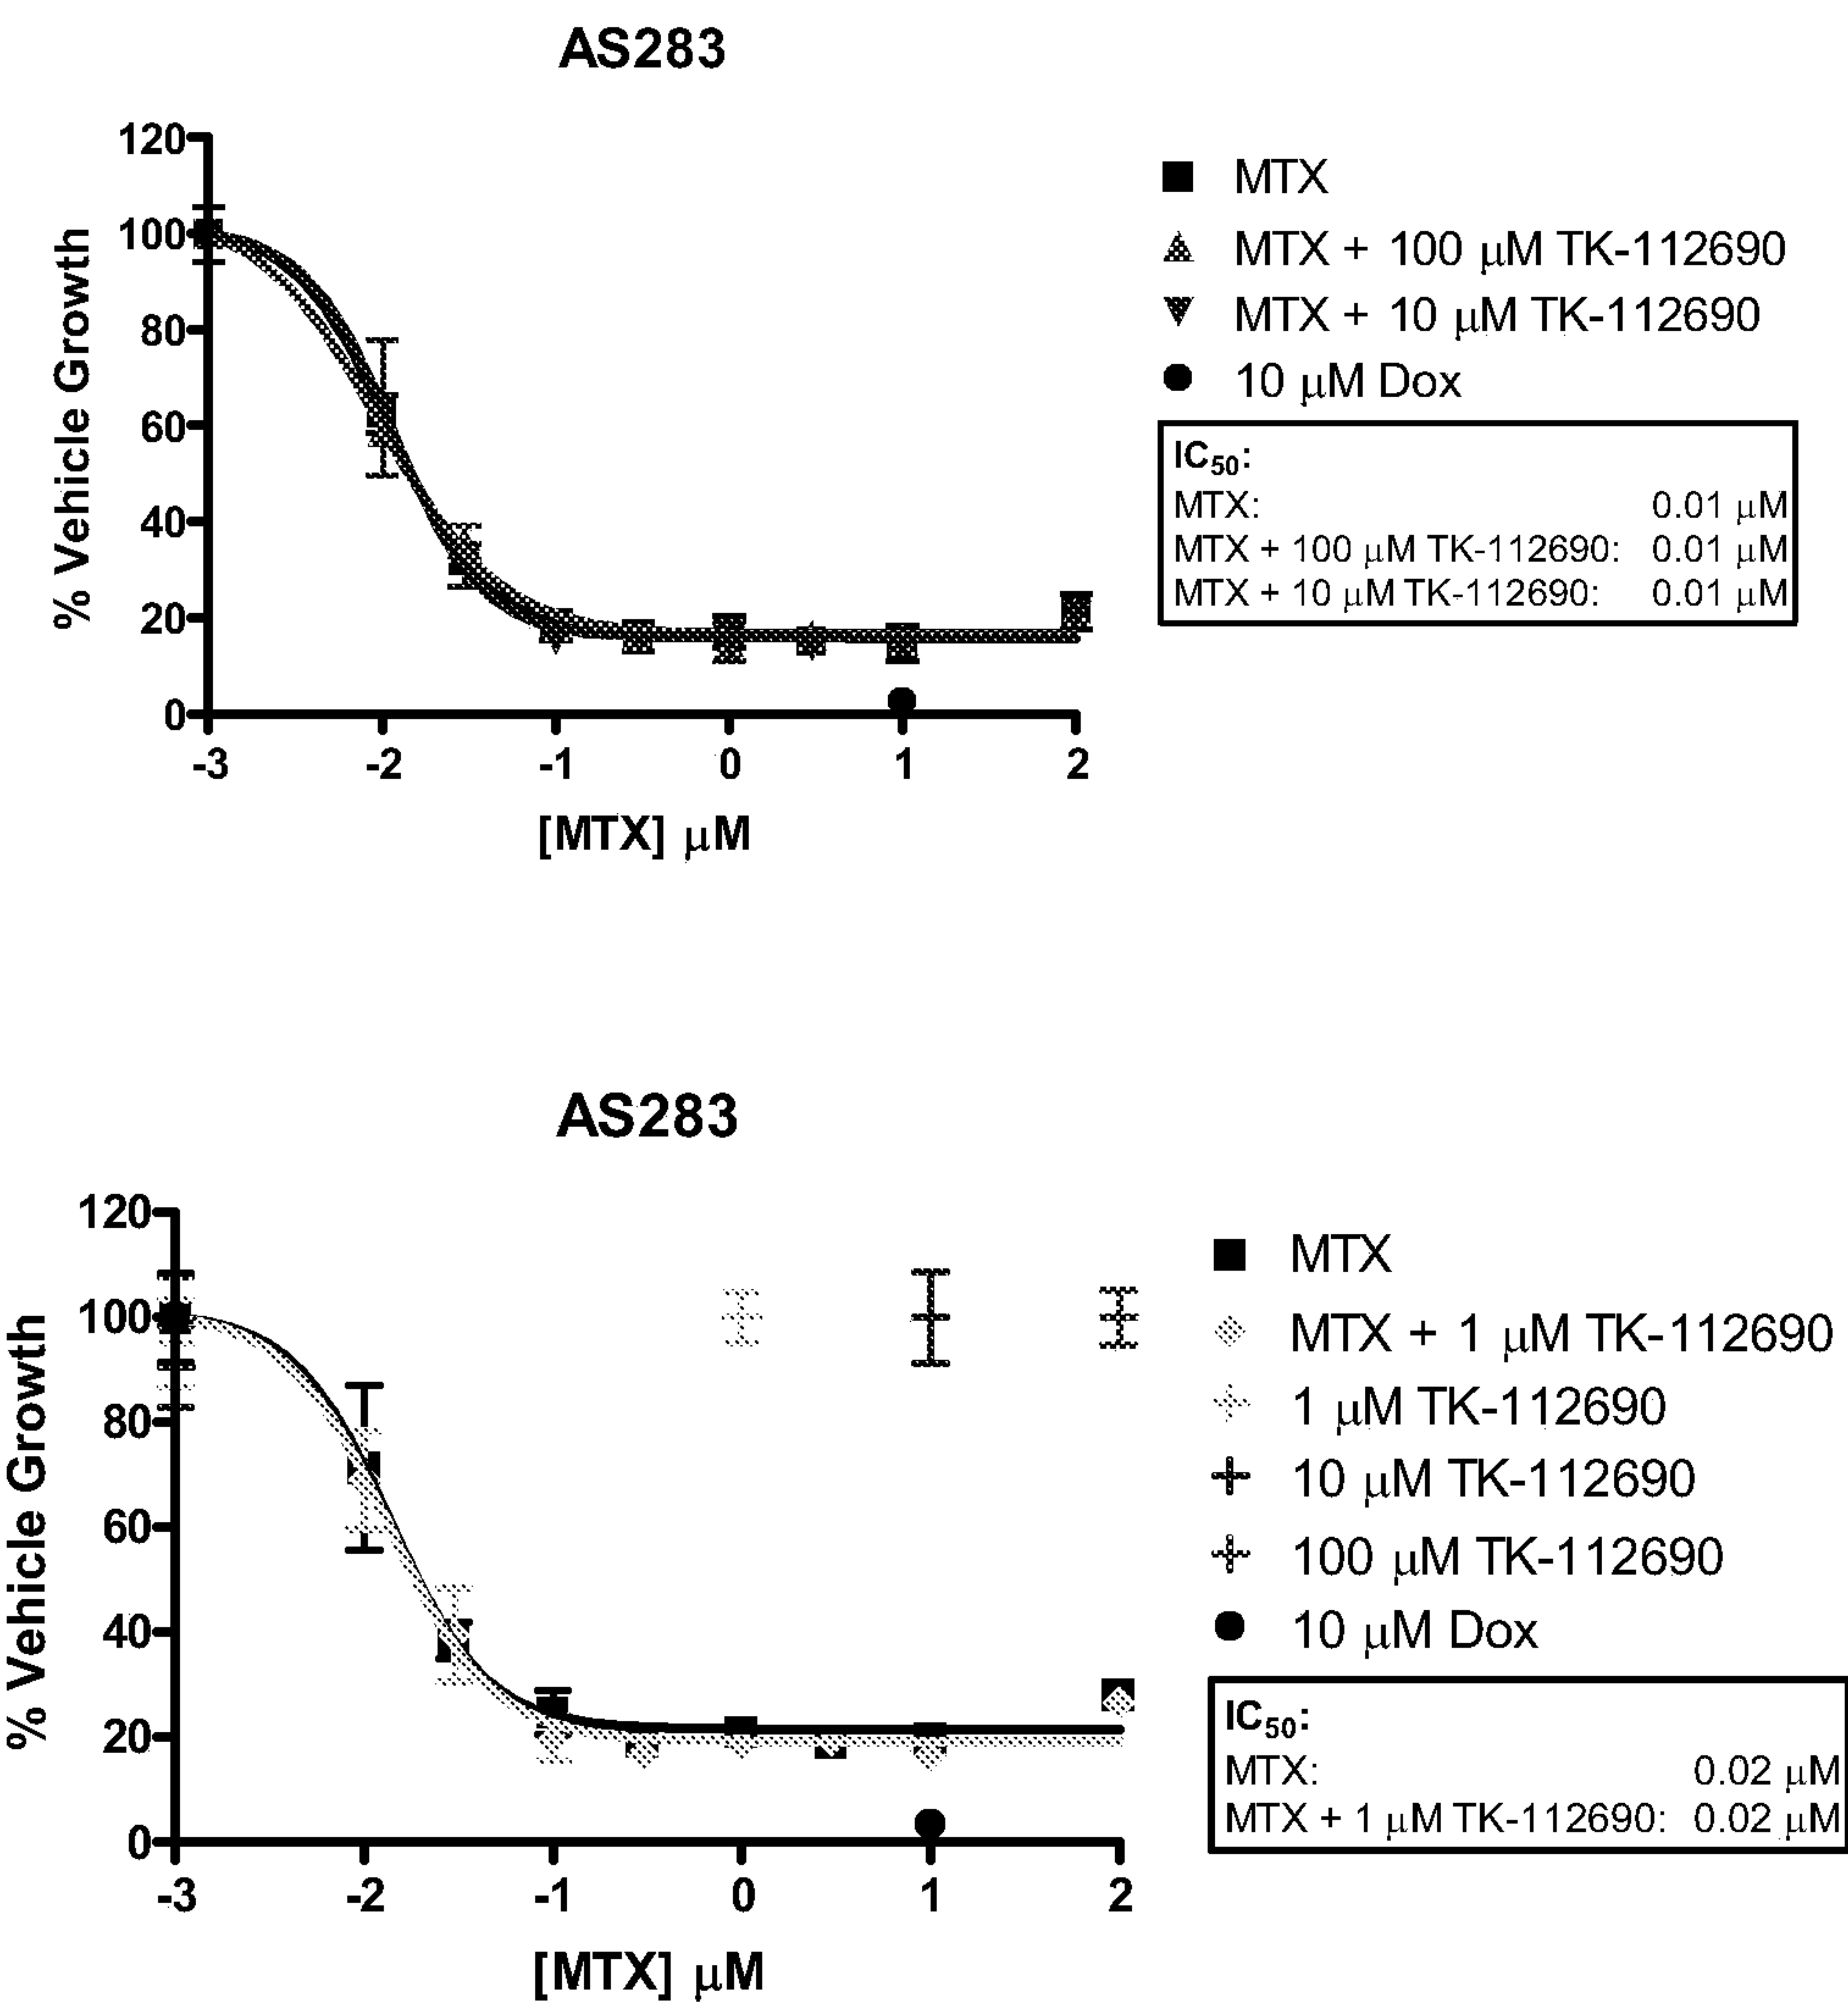 AS283
120
100
80
60
40
20
0
% Vehicle Growth
-3 -2 -1 0 1 2
[MTX] μM
MTX
MTX + 100 μM TK-112690
MTX + 10 μM TK-112690
10 μM Dox
IC50:
MTX: 0.01 μM
MTX + 100 μM TK-112690: 0.01 μM
MTX + 10 μM TK-112690: 0.01 μM
AS283
120
100
80
60
40
20
0
% Vehicle Growth
-3 -2 -1 0 1 2
[MTX] μM
MTX
MTX + 1 μM TK-112690
1 μM TK-112690
10 μM TK-112690
100 μM TK-112690
10 μM Dox
IC50:
MTX: 0.02 μM
MTX + 1 μM TK-112690: 0.02 μM